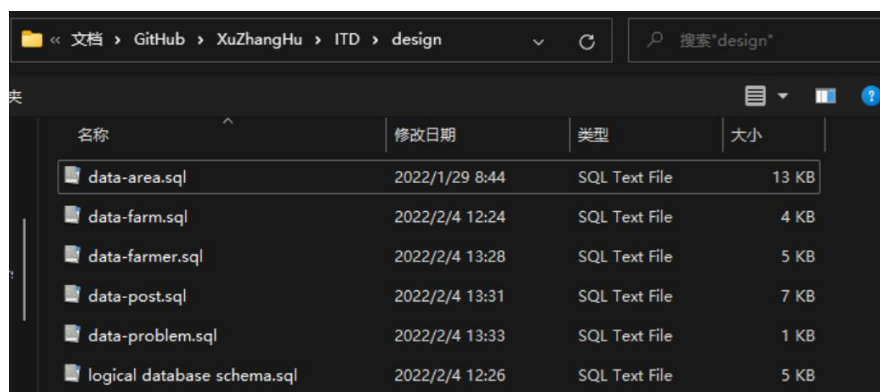 « 文档 › GitHub › XuZhangHu › ITD › design 搜索"design"
夹
名称 修改日期 类型 大小
data-area.sql 2022/1/29 8:44 SQL Text File 13 KB
data-farm.sql 2022/2/4 12:24 SQL Text File 4 KB
data-farmer.sql 2022/2/4 13:28 SQL Text File 5 KB
data-post.sql 2022/2/4 13:31 SQL Text File 7 KB
data-problem.sql 2022/2/4 13:33 SQL Text File 1 KB
logical database schema.sql 2022/2/4 12:26 SQL Text File 5 KB